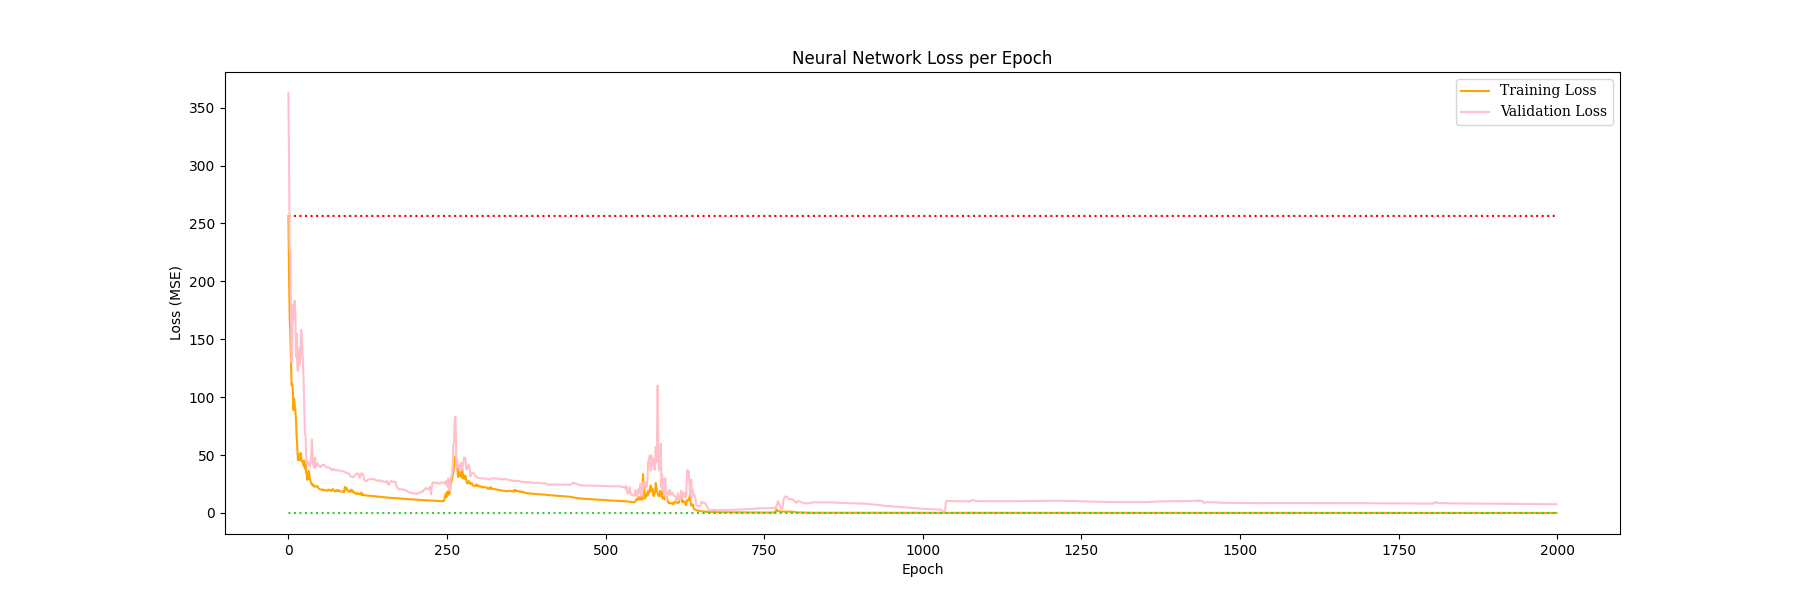 Neural Network Loss per Epoch
Training Loss
Validation Loss
350
300
250
200
150
100
50
0
Loss (MSE)
0 250 500 750 1000 1250 1500 1750 2000
Epoch